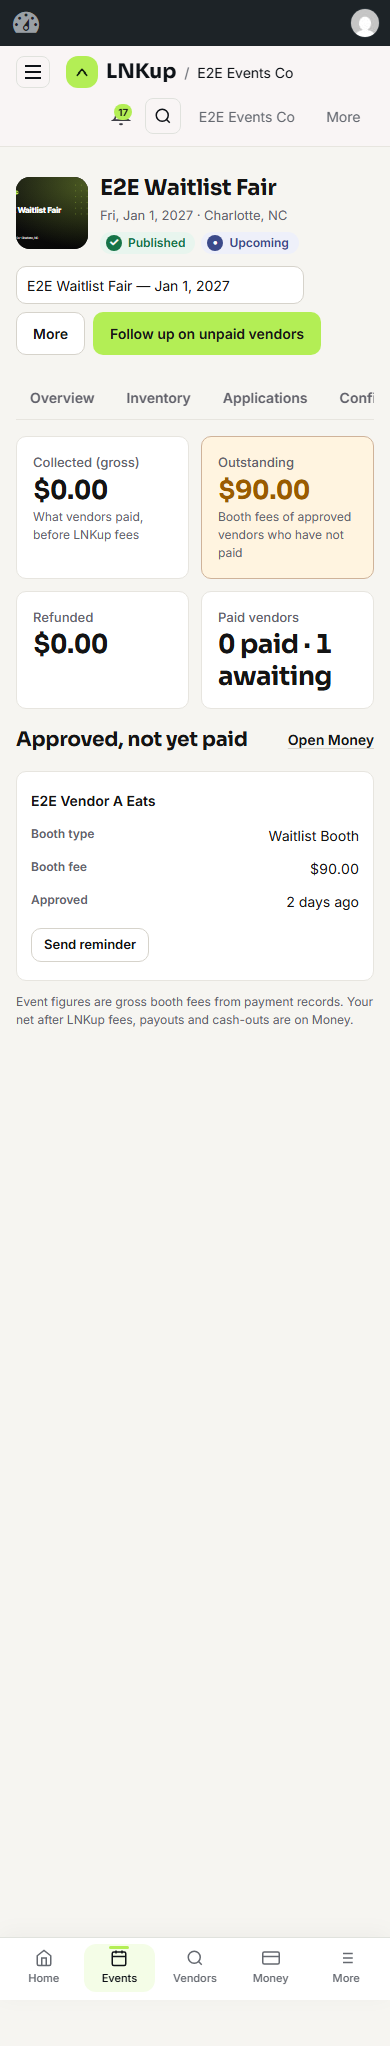 LNKup / E2E Events Co
17
E2E Events Co More
Waitlist Fair
E2E Waitlist Fair
Fri, Jan 1, 2027 · Charlotte, NC
Published Upcoming
E2E Waitlist Fair — Jan 1, 2027
More Follow up on unpaid vendors
Overview Inventory Applications Confi
Collected (gross)
$0.00
What vendors paid,
before LNKup fees
Outstanding
$90.00
Booth fees of approved
vendors who have not
paid
Refunded
$0.00
Paid vendors
0 paid · 1
awaiting
Approved, not yet paid Open Money
E2E Vendor A Eats
Booth type Waitlist Booth
Booth fee $90.00
Approved 2 days ago
Send reminder
Event figures are gross booth fees from payment records. Your
net after LNKup fees, payouts and cash-outs are on Money.
Home Events Vendors Money More